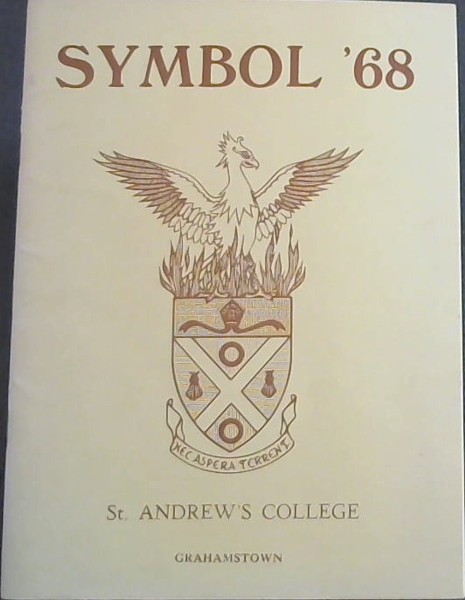 SYMBOL '68
NEC ASPERA TERRENT
St. ANDREW'S COLLEGE
GRAHAMSTOWN